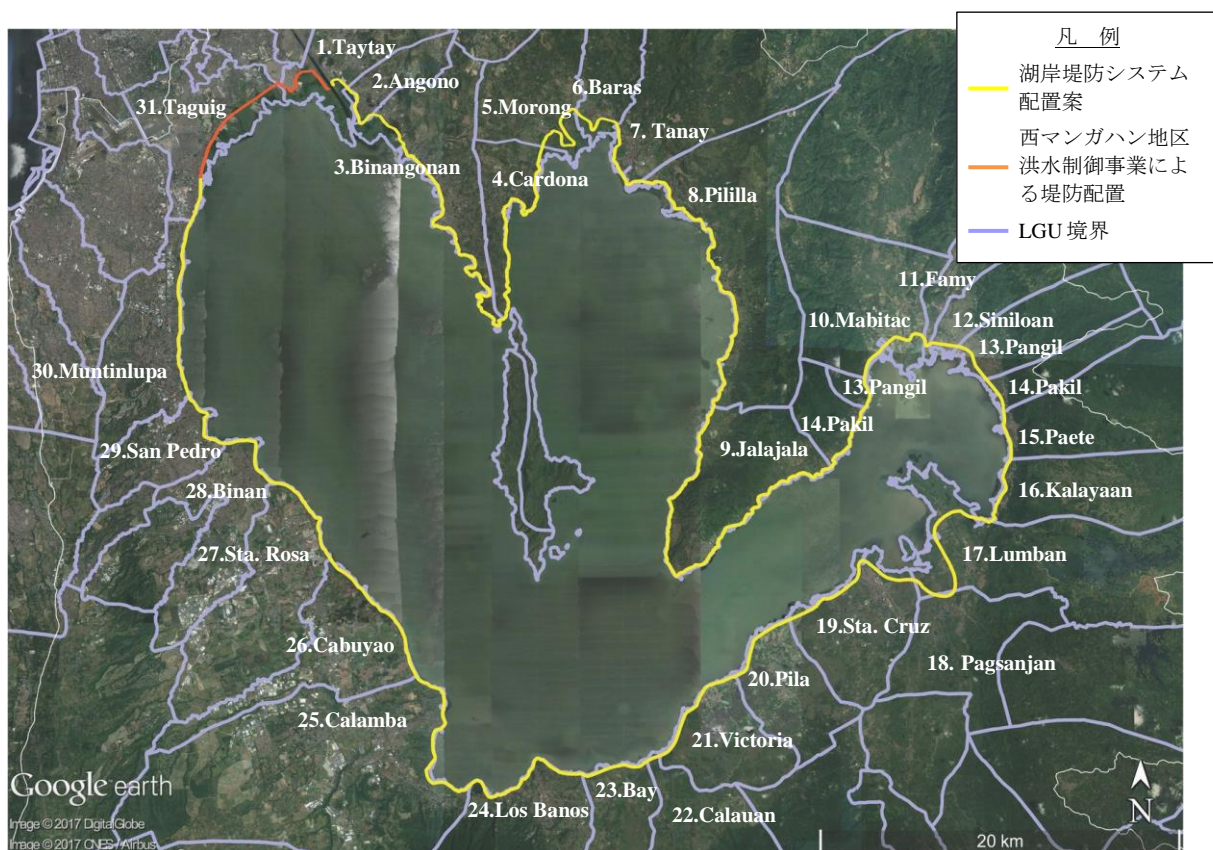 凡 例
湖岸堤防システム
配置案
西マンガハン地区
洪水制御事業によ
る堤防配置
LGU 境界
1.Taytay
2.Angono
31.Taguig
6.Baras
5.Morong
7. Tanay
3.Binangonan
4.Cardona
8.Pililla
11.Famy
10.Mabitac
12.Siniloan
13.Pangil
30.Muntinlupa
13.Pangil
14.Pakil
14.Pakil
15.Paete
29.San Pedro
9.Jalajala
28.Binan
16.Kalayaan
27.Sta. Rosa
17.Lumban
19.Sta. Cruz
26.Cabuyao
18. Pagsanjan
20.Pila
25.Calamba
21.Victoria
23.Bay
24.Los Banos
22.Calauan
Google earth
Image © 2017 DigitalGlobe
Image © 2017 CNES / Airbus
N
20 km